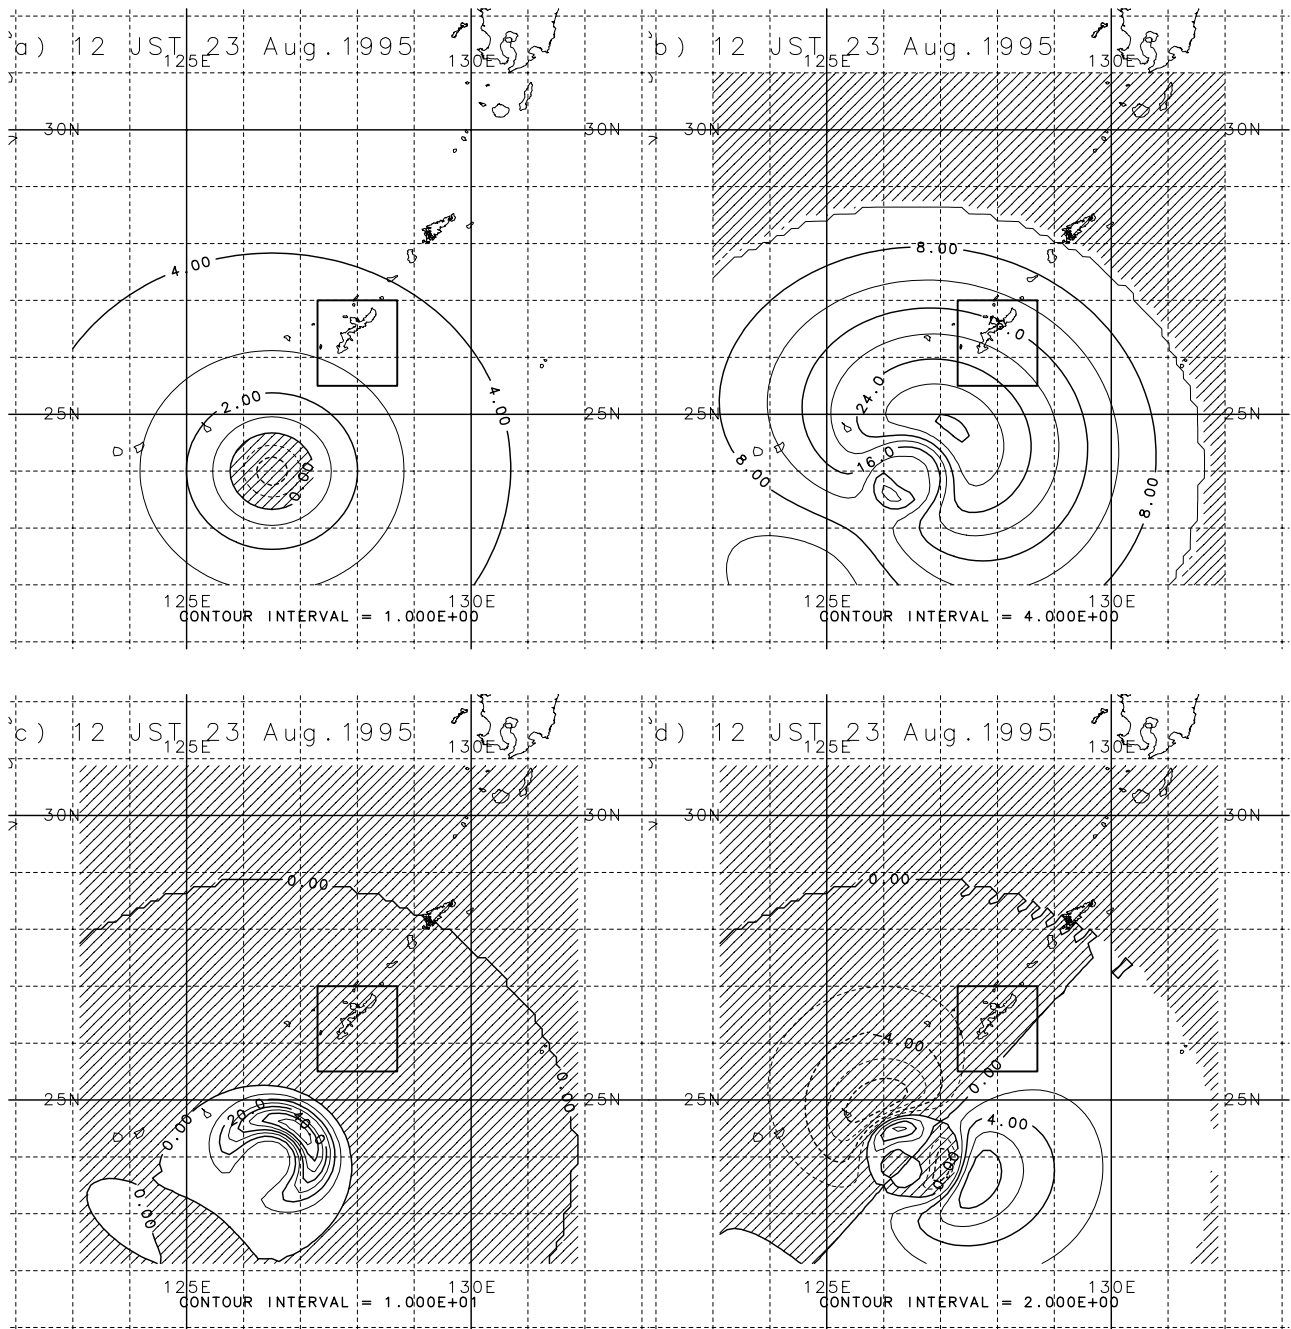 a) 12 JST 23 Aug.1995
125E
130E
30N
30N
4.00
4.00
2.00
0.00
25N
25N
125E
130E
CONTOUR INTERVAL = 1.000E+00
b) 12 JST 23 Aug.1995
125E
130E
30N
30N
8.00
24.0
25N
25N
16.0
8.00
8.00
125E
130E
CONTOUR INTERVAL = 4.000E+00
c) 12 JST 23 Aug.1995
125E
130E
30N
30N
0.00
0.00
25N
25N
20.0
0.00
0.00
125E
130E
CONTOUR INTERVAL = 1.000E+01
d) 12 JST 23 Aug.1995
125E
130E
30N
30N
0.00
-4.00
0.00
25N
25N
4.00
0.00
125E
130E
CONTOUR INTERVAL = 2.000E+00